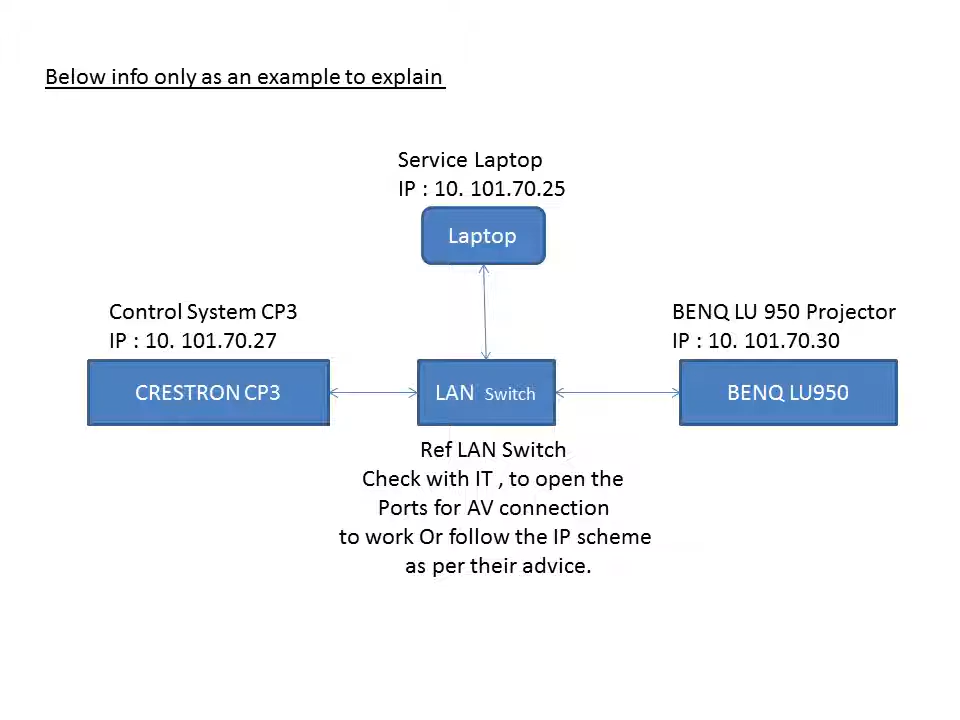 Below info only as an example to explain
Service Laptop
IP : 10. 101.70.25
Laptop
Control System CP3
IP : 10. 101.70.27
BENQ LU 950 Projector
IP : 10. 101.70.30
CRESTRON CP3
LAN Switch
BENQ LU950
Ref LAN Switch
Check with IT , to open the
Ports for AV connection
to work Or follow the IP scheme
as per their advice.